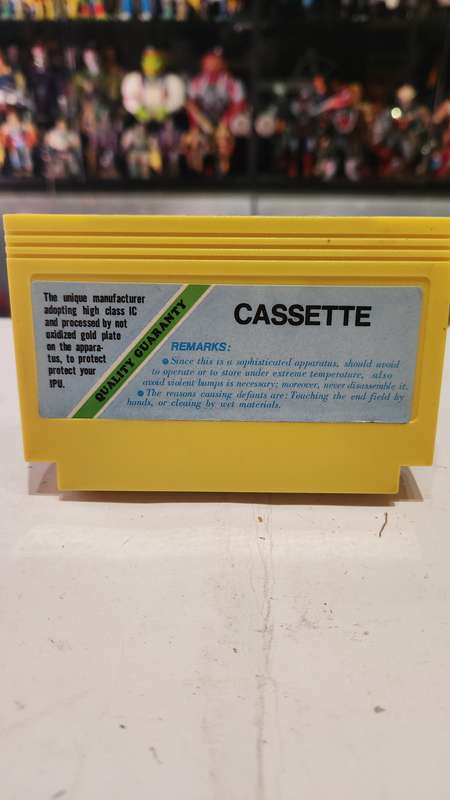 The unique manufacturer
adopting high class IC
and processed by not
oxidized gold plate
on the appara-
tus, to protect
protect your
IPU.
QUALITY GUARANTY
CASSETTE
REMARKS:
● Since this is a sophisticated apparatus, should avoid
to operate or to store under extreme temperature, .also
avoid violent bumps is necessary; moreover, never disassemble it.
● The reasons causing defauts are: Touching the end field by
hands, or cleaing by wet materials.